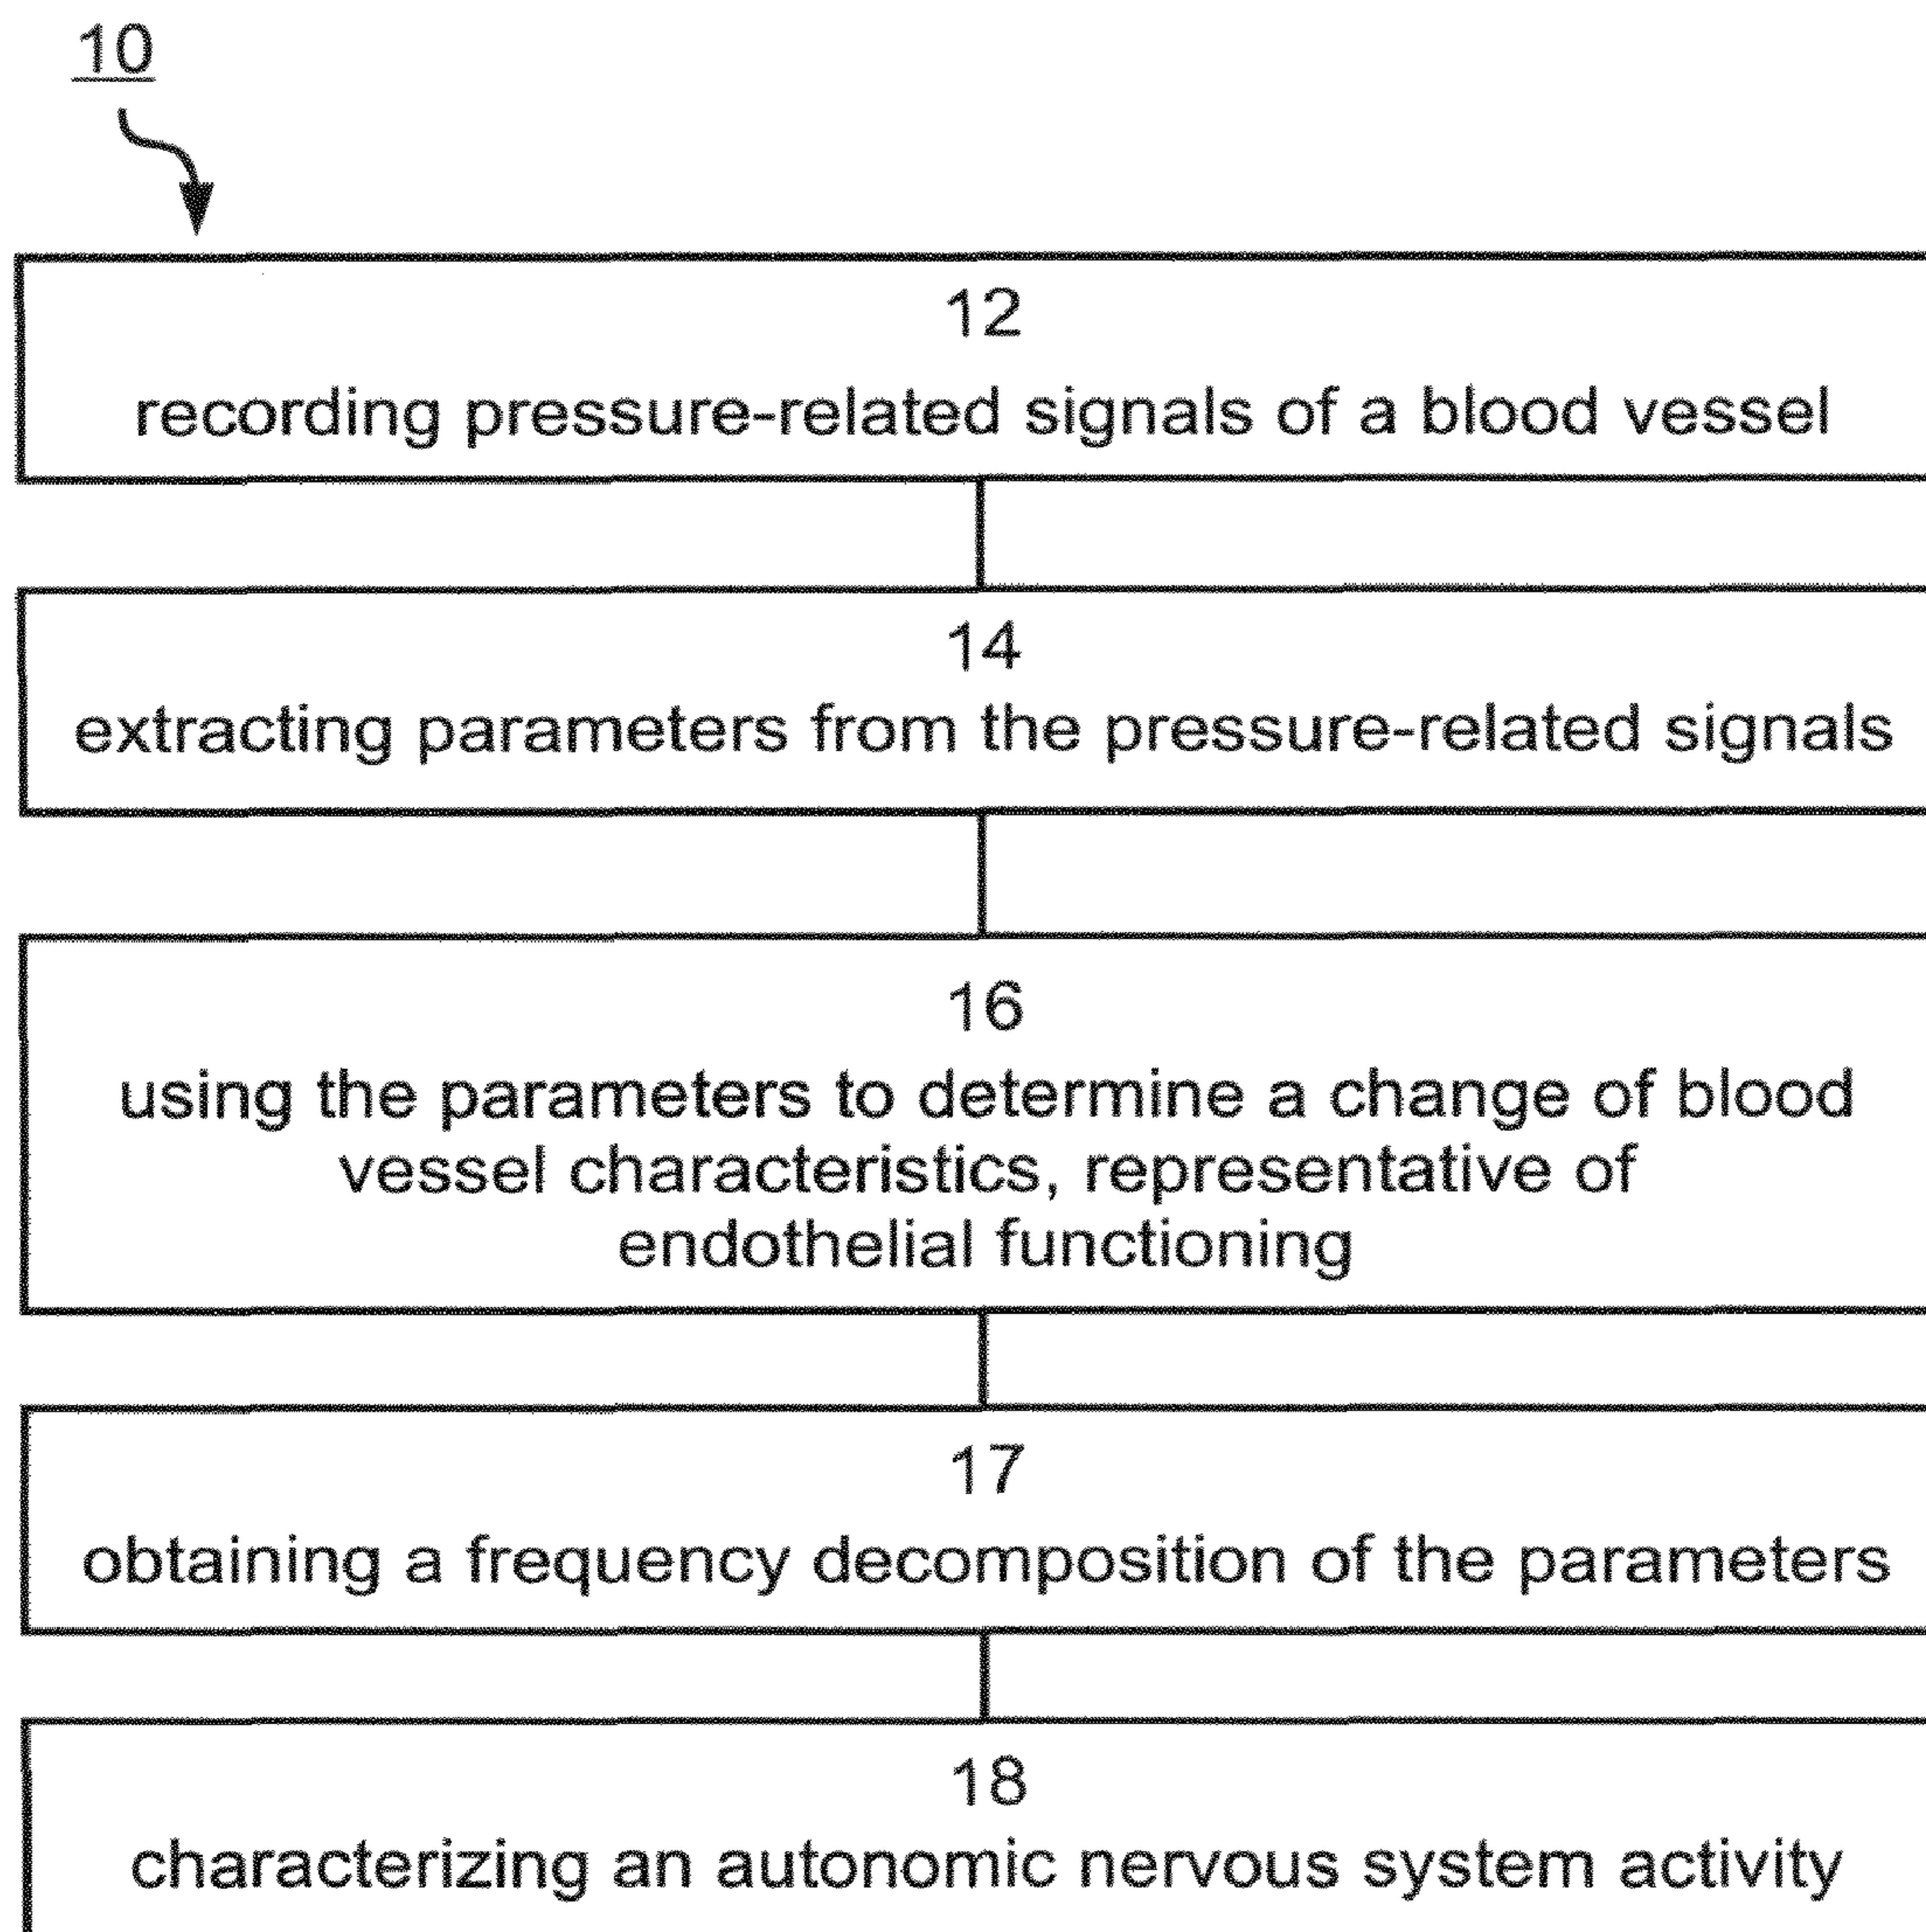 10
12
recording pressure-related signals of a blood vessel
14
extracting parameters from the pressure-related signals
16
using the parameters to determine a change of blood
vessel characteristics, representative of
endothelial functioning
17
obtaining a frequency decomposition of the parameters
18
characterizing an autonomic nervous system activity